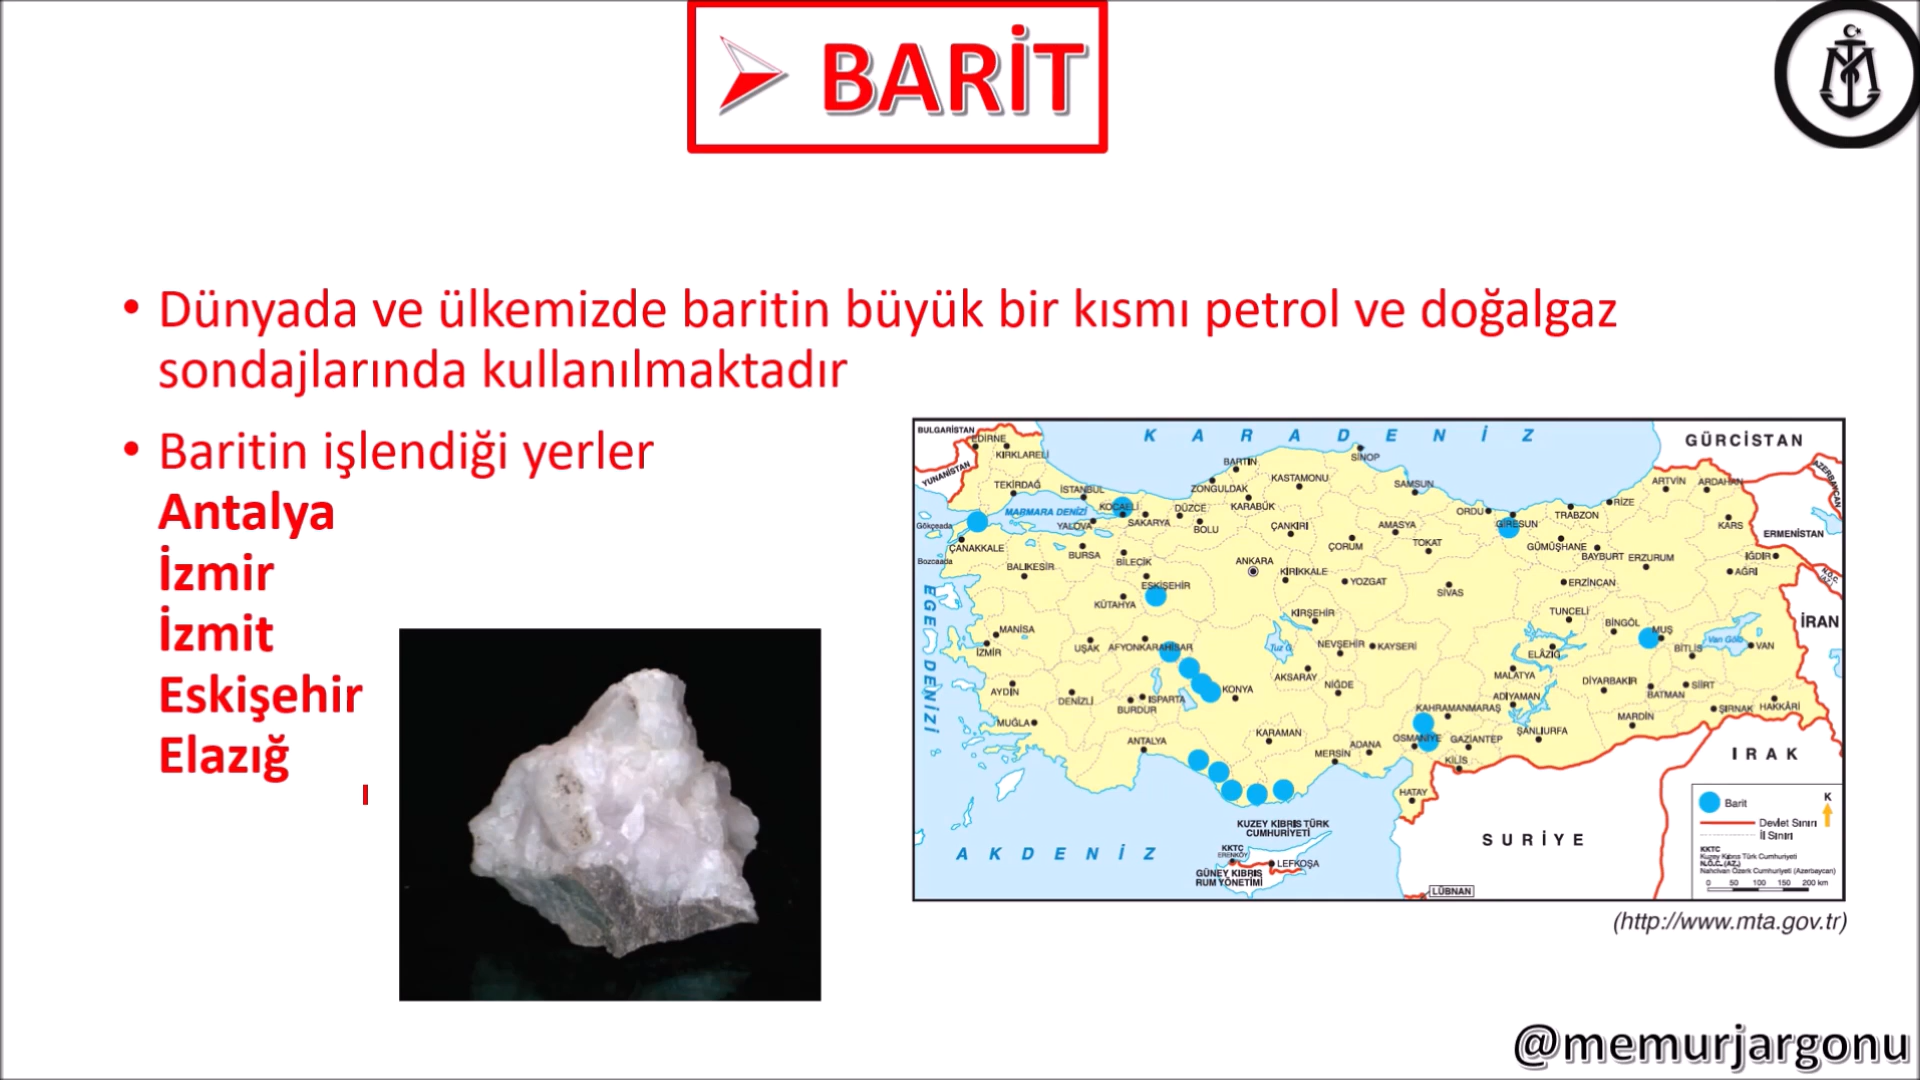 BARİT
• Dünyada ve ülkemizde baritin büyük bir kısmı petrol ve doğalgaz
sondajlarında kullanılmaktadır
• Baritin işlendiği yerler
Antalya
İzmir
İzmit
Eskişehir
Elazığ
BULGARİSTAN
YUNANİSTAN
KARADENİZ
GÜRCİSTAN
AZERBAYCAN
EDİRNE
KIRKLARELİ
TEKİRDAĞ
İSTANBUL
KOCAELİ
MARMARA DENİZİ
YALOVA
SAKARYA
DÜZCE
BOLU
ZONGULDAK
BARTIN
KARABÜK
KASTAMONU
SİNOP
ÇANKIRI
SAMSUN
AMASYA
ÇORUM
TOKAT
ORDU
GİRESUN
TRABZON
RİZE
ARTVİN
ARDAHAN
KARS
ERMENİSTAN
Gökçeada
Bozcaada
ÇANAKKALE
BALIKESİR
BURSA
BİLECİK
ESKİŞEHİR
KÜTAHYA
ANKARA
KIRIKKALE
YOZGAT
SİVAS
GÜMÜŞHANE
BAYBURT
ERZURUM
ERZİNCAN
IĞDIR
AĞRI
İRAN
EGE DENİZİ
MANİSA
İZMİR
UŞAK
AFYONKARAHİSAR
Tuz G.
KIRŞEHİR
NEVŞEHİR
KAYSERİ
AKSARAY
NİĞDE
TUNCELİ
BİNGÖL
MUŞ
BİTLİS
Van Gölü
VAN
ELÂZIĞ
MALATYA
ADIYAMAN
DİYARBAKIR
BATMAN
SİİRT
ŞIRNAK
HAKKÂRİ
MARDİN
ŞANLIURFA
AYDIN
DENİZLİ
BURDUR
ISPARTA
KONYA
MUĞLA
ANTALYA
KARAMAN
MERSİN
ADANA
OSMANİYE
KAHRAMANMARAŞ
GAZİANTEP
KİLİS
HATAY
IRAK
SURİYE
AKDENİZ
KUZEY KIBRIS TÜRK
CUMHURİYETİ
KKTC
ERENKÖY
LEFKOŞA
GÜNEY KIBRIS
RUM YÖNETİMİ
LÜBNAN
Barit
K
Devlet Sınırı
İl Sınırı
KKTC
Kuzey Kıbrıs Türk Cumhuriyeti
N.Ö.C. (AZ.)
Nahcivan Özerk Cumhuriyeti (Azerbaycan)
0 50 100 150 200 km
(http://www.mta.gov.tr)
@memurjargonu